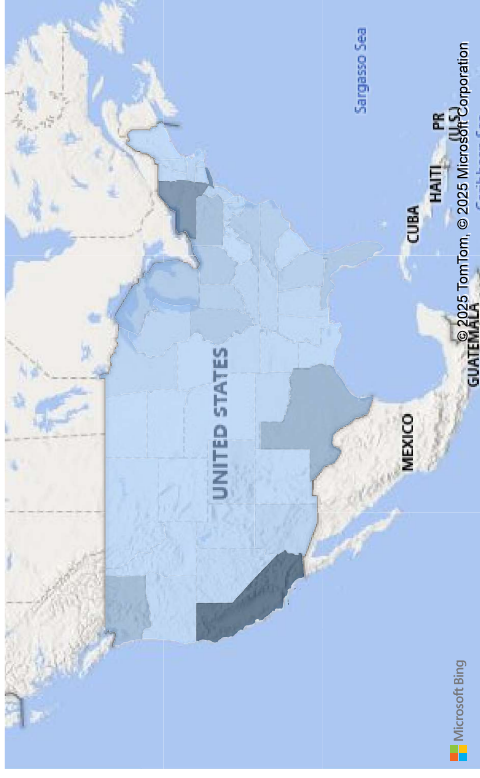 Sargasso Sea
UNITED STATES
PR
(U.S.)
HAITI
CUBA
MEXICO
GUATEMALA
Microsoft Bing
© 2025 TomTom, © 2025 Microsoft Corporation